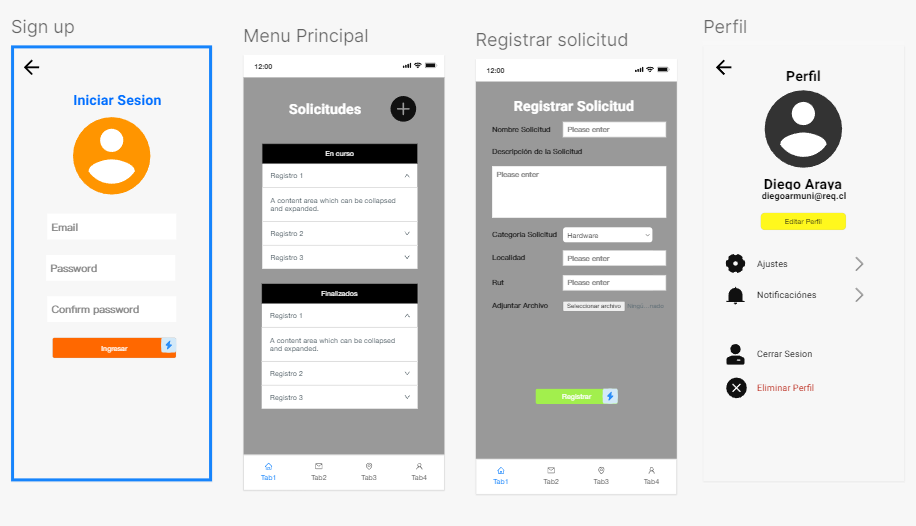 Sign up
Iniciar Sesion
Email
Password
Confirm password
Ingresar
Menu Principal
12:00
Solicitudes
En curso
Registro 1
A content area which can be collapsed
and expanded.
Registro 2
Registro 3
Finalizados
Registro 1
A content area which can be collapsed
and expanded.
Registro 2
Registro 3
Tab1 Tab2 Tab3 Tab4
Registrar solicitud
12:00
Registrar Solicitud
Nombre Solicitud Please enter
Descripción de la Solicitud
Please enter
Categoria Solicitud Hardware
Localidad Please enter
Rut Please enter
Adjuntar Archivo Seleccionar archivo Ningu...nado
Registrar
Tab1 Tab2 Tab3 Tab4
Perfil
Perfil
Diego Araya
diegoarmuni@req.cl
Editar Perfil
Ajustes
Notificaciónes
Cerrar Sesion
Eliminar Perfil